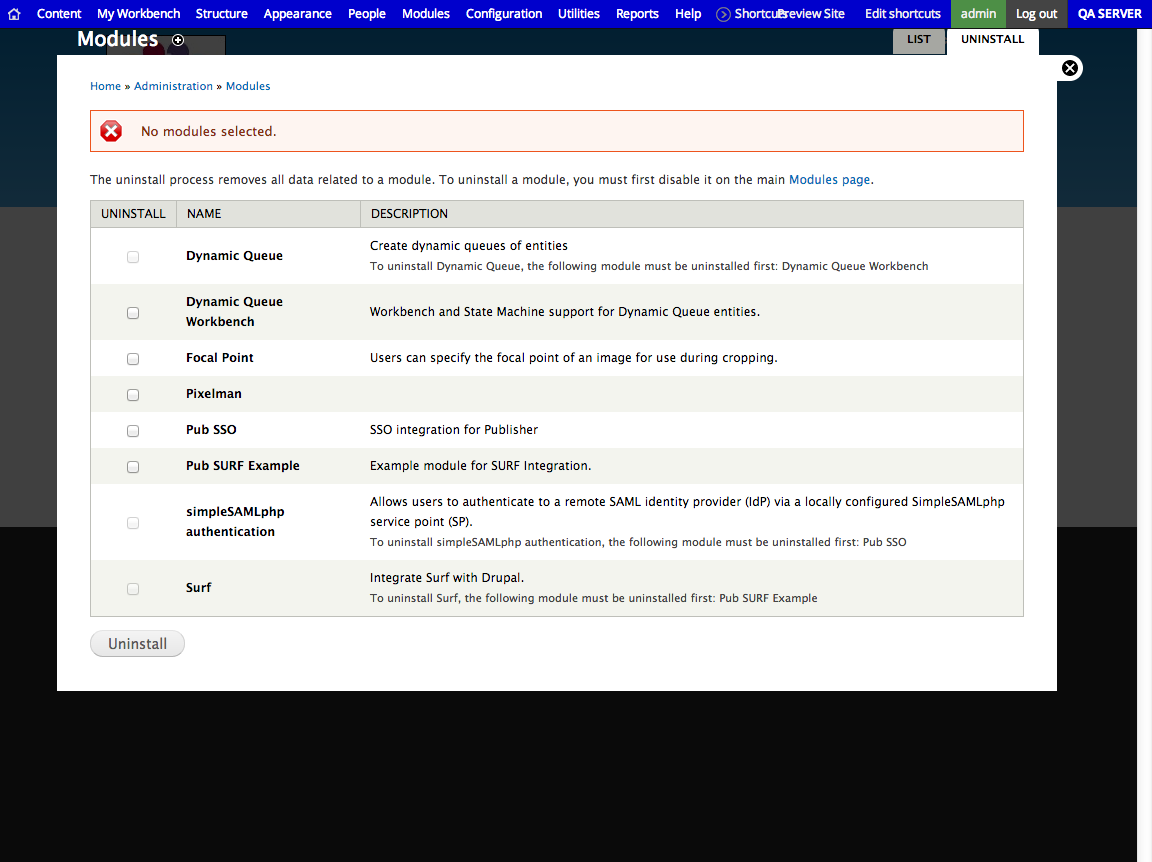 Content My Workbench Structure Appearance People Modules Configuration Utilities Reports Help Shortcuts Preview Site Edit shortcuts admin Log out QA SERVER
Modules LIST UNINSTALL
Home » Administration » Modules
No modules selected.
The uninstall process removes all data related to a module. To uninstall a module, you must first disable it on the main Modules page.
UNINSTALL NAME DESCRIPTION
Dynamic Queue
Create dynamic queues of entities
To uninstall Dynamic Queue, the following module must be uninstalled first: Dynamic Queue Workbench
Dynamic Queue
Workbench
Workbench and State Machine support for Dynamic Queue entities.
Focal Point
Users can specify the focal point of an image for use during cropping.
Pixelman
Pub SSO
SSO integration for Publisher
Pub SURF Example
Example module for SURF Integration.
simpleSAMLphp
authentication
Allows users to authenticate to a remote SAML identity provider (IdP) via a locally configured SimpleSAMLphp
service point (SP).
To uninstall simpleSAMLphp authentication, the following module must be uninstalled first: Pub SSO
Surf
Integrate Surf with Drupal.
To uninstall Surf, the following module must be uninstalled first: Pub SURF Example
Uninstall